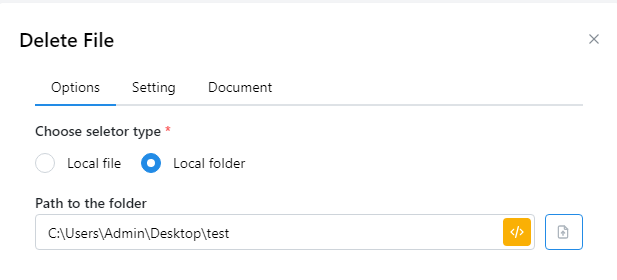 Delete File
Options Setting Document
Choose seletor type *
Local file Local folder
Path to the folder
C:\Users\Admin\Desktop\test </>